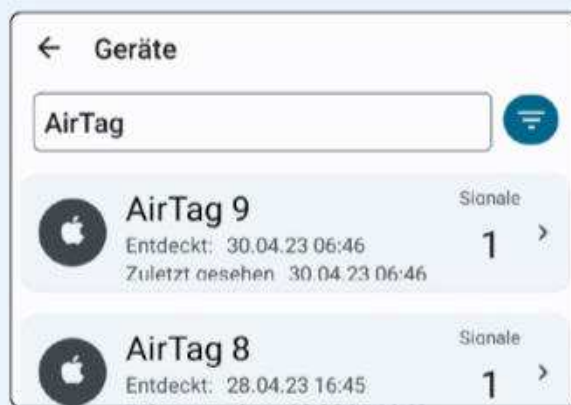 Geräte
AirTag
AirTag 9
Signale
Entdeckt: 30.04.23 06:46
1
Zuletzt gesehen 30.04.23 06:46
AirTag 8
Signale
Entdeckt: 28.04.23 16:45
1